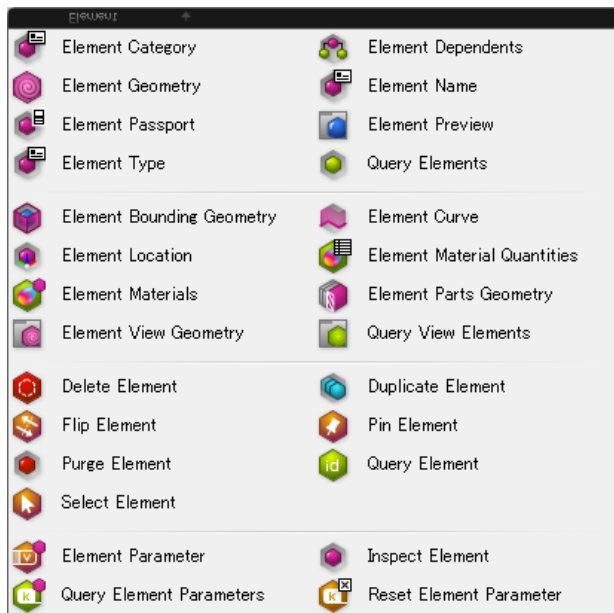 Element
Element Category
Element Dependents
Element Geometry
Element Name
Element Passport
Element Preview
Element Type
Query Elements
Element Bounding Geometry
Element Curve
Element Location
Element Material Quantities
Element Materials
Element Parts Geometry
Element View Geometry
Query View Elements
Delete Element
Duplicate Element
Flip Element
Pin Element
Purge Element
id
Query Element
Select Element
V
Element Parameter
Inspect Element
k
Query Element Parameters
k
Reset Element Parameter